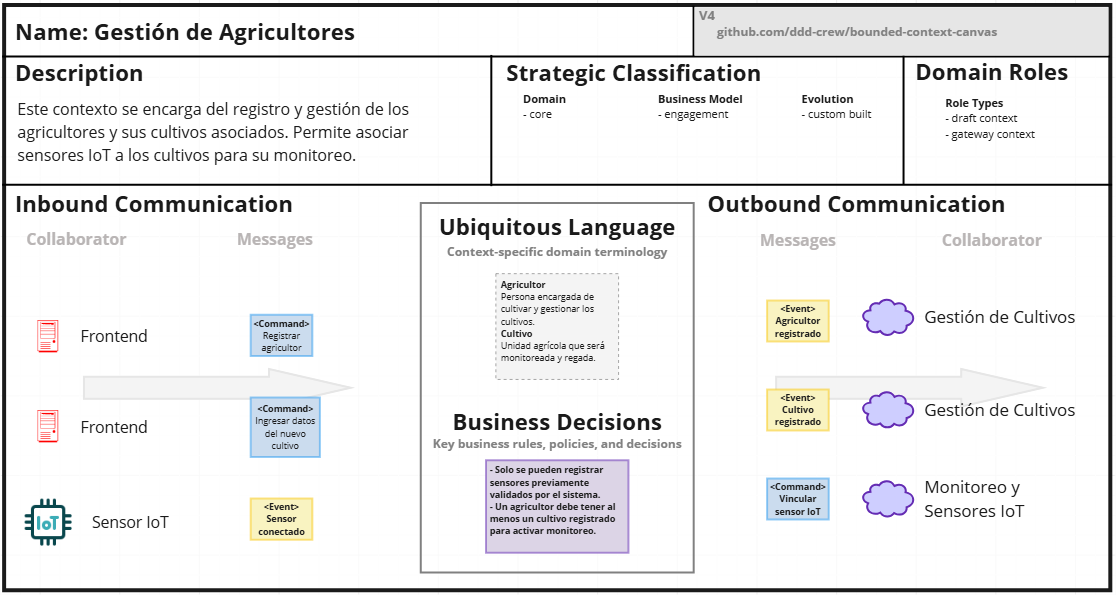 Name: Gestión de Agricultores
V4
github.com/ddd-crew/bounded-context-canvas
Description
Este contexto se encarga del registro y gestión de los
agricultores y sus cultivos asociados. Permite asociar
sensores IoT a los cultivos para su monitoreo.
Strategic Classification
Domain
- core
Business Model
- engagement
Evolution
- custom built
Domain Roles
Role Types
- draft context
- gateway context
Inbound Communication
Collaborator
Messages
Frontend
<Command>
Registrar
agricultor
Frontend
<Command>
Ingresar datos
del nuevo
cultivo
IoT
Sensor IoT
<Event>
Sensor
conectado
Ubiquitous Language
Context-specific domain terminology
Agricultor
Persona encargada de
cultivar y gestionar los
cultivos.
Cultivo
Unidad agrícola que será
monitoreada y regada.
Business Decisions
Key business rules, policies, and decisions
- Solo se pueden registrar
sensores previamente
validados por el sistema.
- Un agricultor debe tener al
menos un cultivo registrado
para activar monitoreo.
Outbound Communication
Messages
Collaborator
<Event>
Agricultor
registrado
Gestión de Cultivos
<Event>
Cultivo
registrado
Gestión de Cultivos
<Command>
Vincular
sensor IoT
Monitoreo y
Sensores IoT